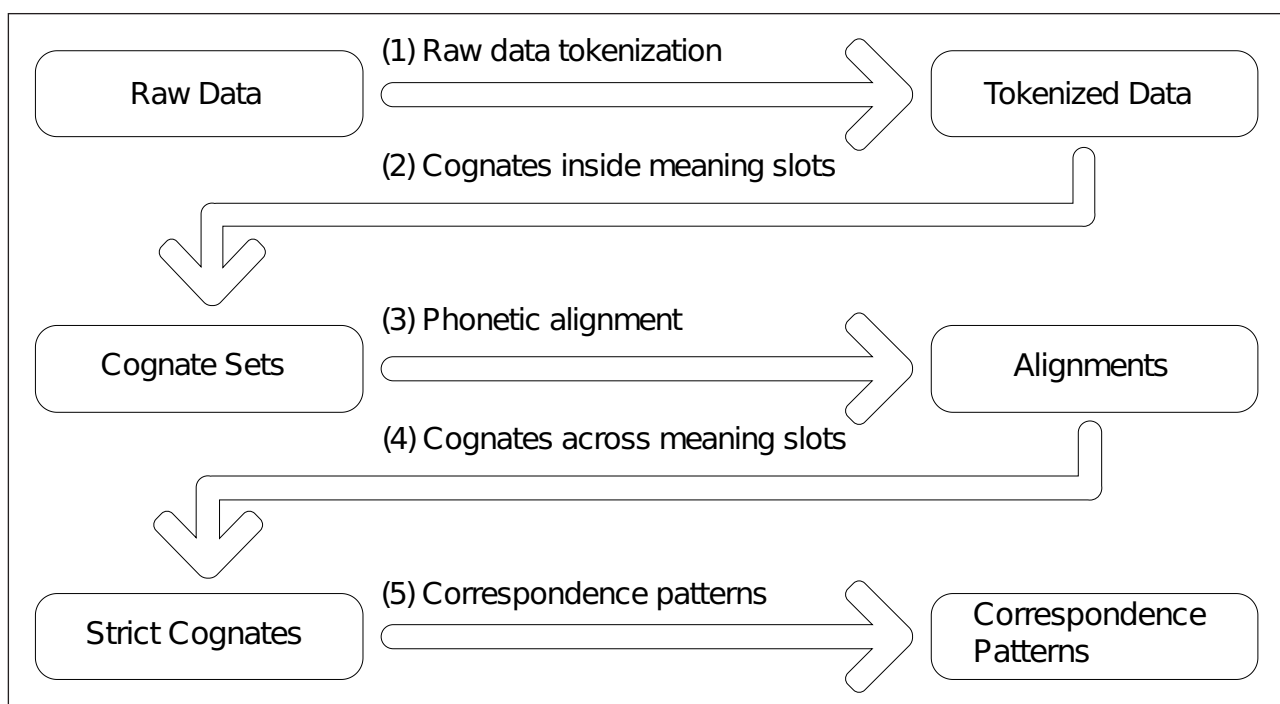 (1) Raw data tokenization
Raw Data
Tokenized Data
(2) Cognates inside meaning slots
(3) Phonetic alignment
Cognate Sets
Alignments
(4) Cognates across meaning slots
(5) Correspondence patterns
Strict Cognates
Correspondence
Patterns